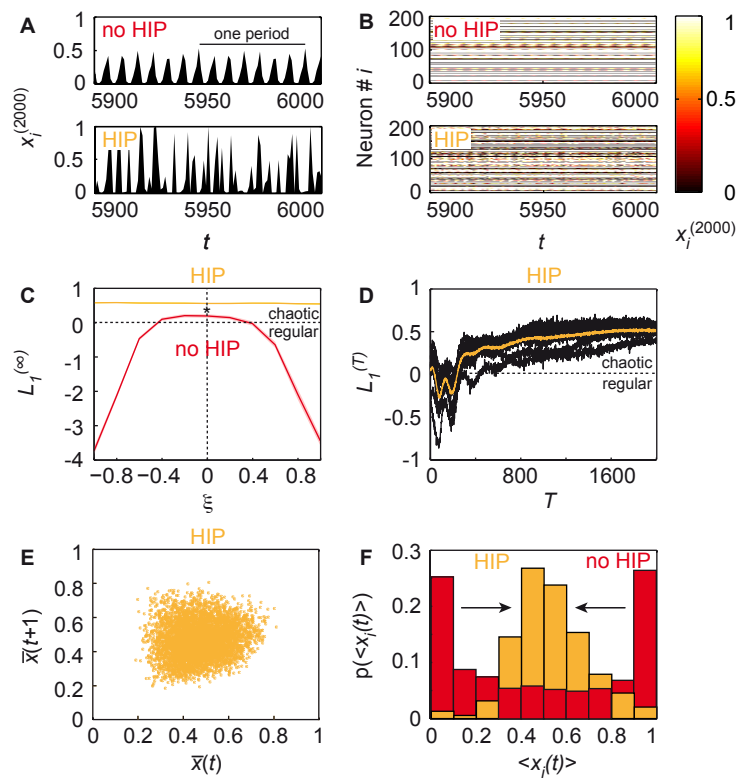 A
no HIP
one period
1
0.5
0
5900
5950
6000
x_i^(2000)
HIP
1
0.5
0
5900
5950
6000
t
B
Neuron # i
200
no HIP
100
0
5900
5950
6000
200
HIP
100
0
5900
5950
6000
t
1
0.5
0
x_i^(2000)
C
HIP
1
0
-1
-2
-3
-4
L_1^(∞)
*
chaotic
regular
no HIP
−0.8
−0.4
0
0.4
0.8
ξ
D
HIP
1
0.5
0
-0.5
-1
L_1^(T)
chaotic
regular
0
800
1600
T
E
HIP
1
0.8
0.6
0.4
0.2
0
x̄(t+1)
0
0.2
0.4
0.6
0.8
1
x̄(t)
F
0.3
0.2
0.1
0
p(<x_i(t)>)
HIP
no HIP
0
0.2
0.4
0.6
0.8
1
<x_i(t)>